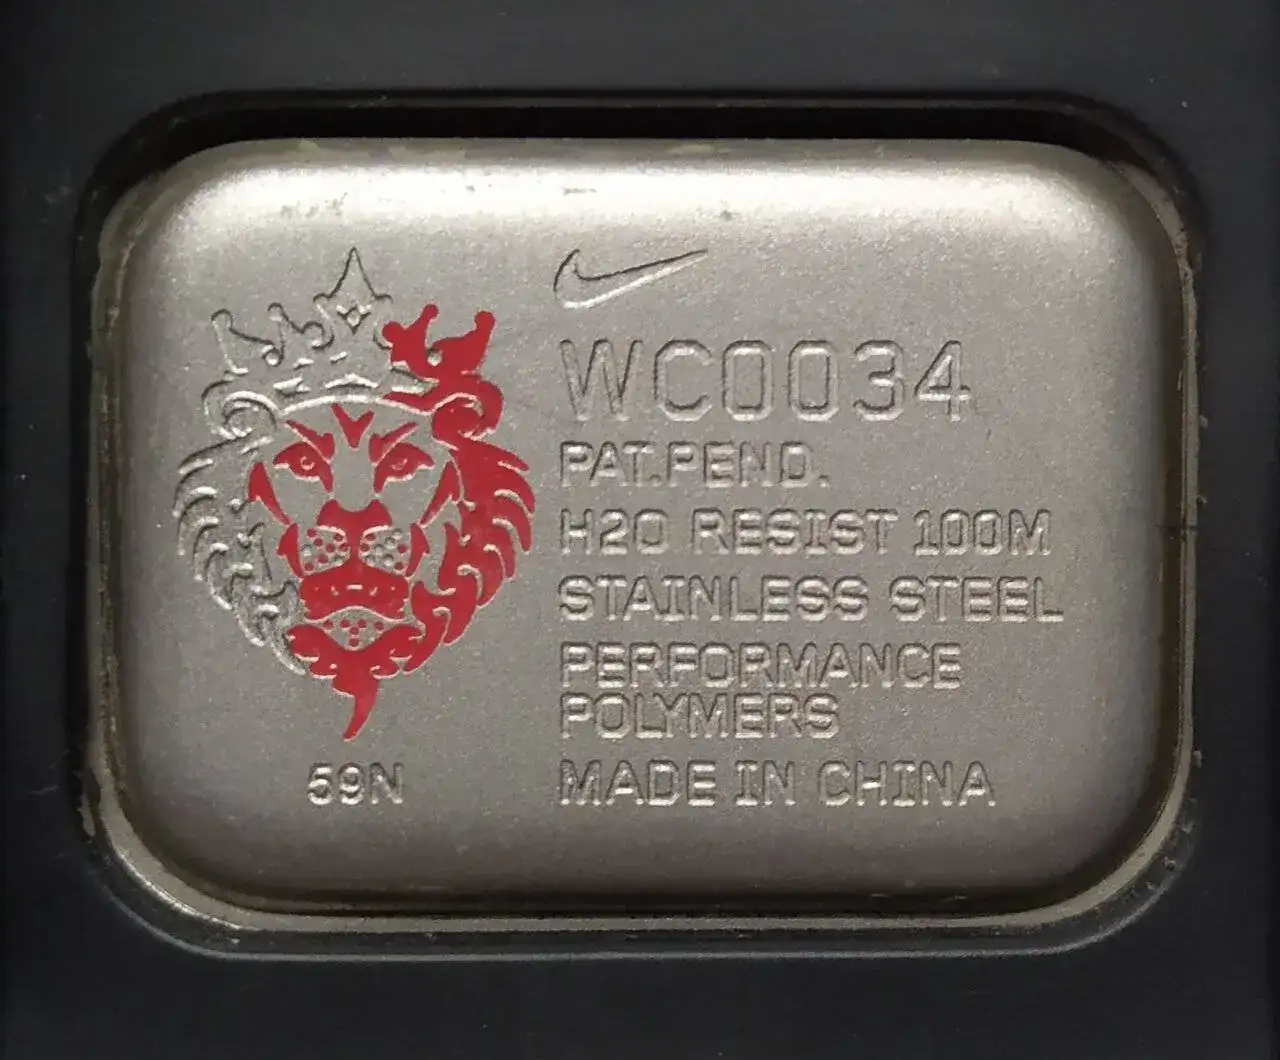 WC0034
PAT.PEND.
H2O RESIST 100M
STAINLESS STEEL
PERFORMANCE
POLYMERS
MADE IN CHINA
59N